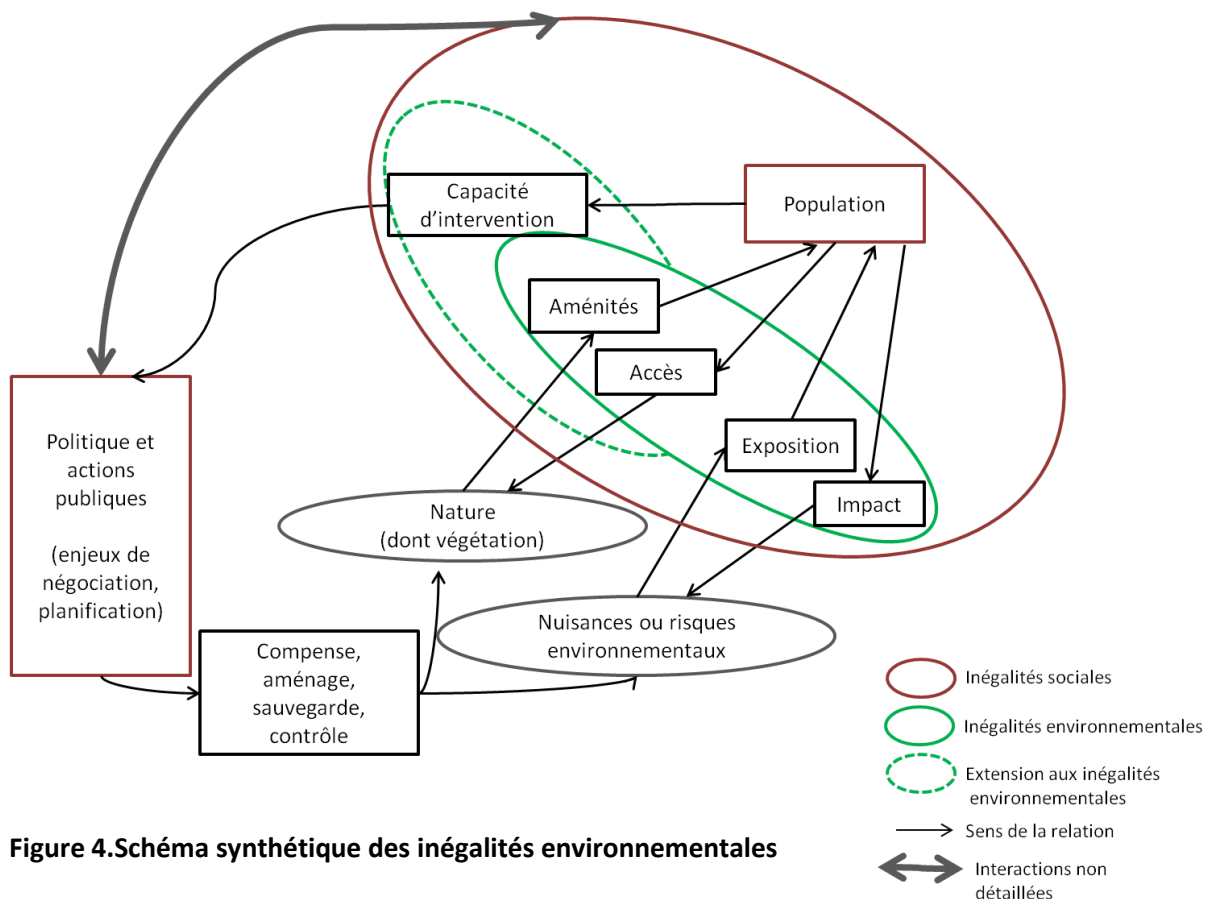 Capacité
d'intervention
Population
Aménités
Accès
Exposition
Impact
Politique et
actions
publiques
(enjeux de
négociation,
planification)
Nature
(dont végétation)
Nuisances ou risques
environnementaux
Compense,
aménage,
sauvegarde,
contrôle
Inégalités sociales
Inégalités environnementales
Extension aux inégalités
environnementales
Sens de la relation
Interactions non
détaillées
Figure 4.Schéma synthétique des inégalités environnementales